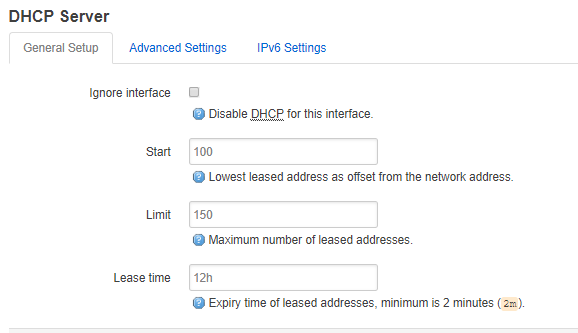 DHCP Server
General Setup Advanced Settings IPv6 Settings
Ignore interface
Disable DHCP for this interface.
Start 100
Lowest leased address as offset from the network address.
Limit 150
Maximum number of leased addresses.
Lease time 12h
Expiry time of leased addresses, minimum is 2 minutes (2m).